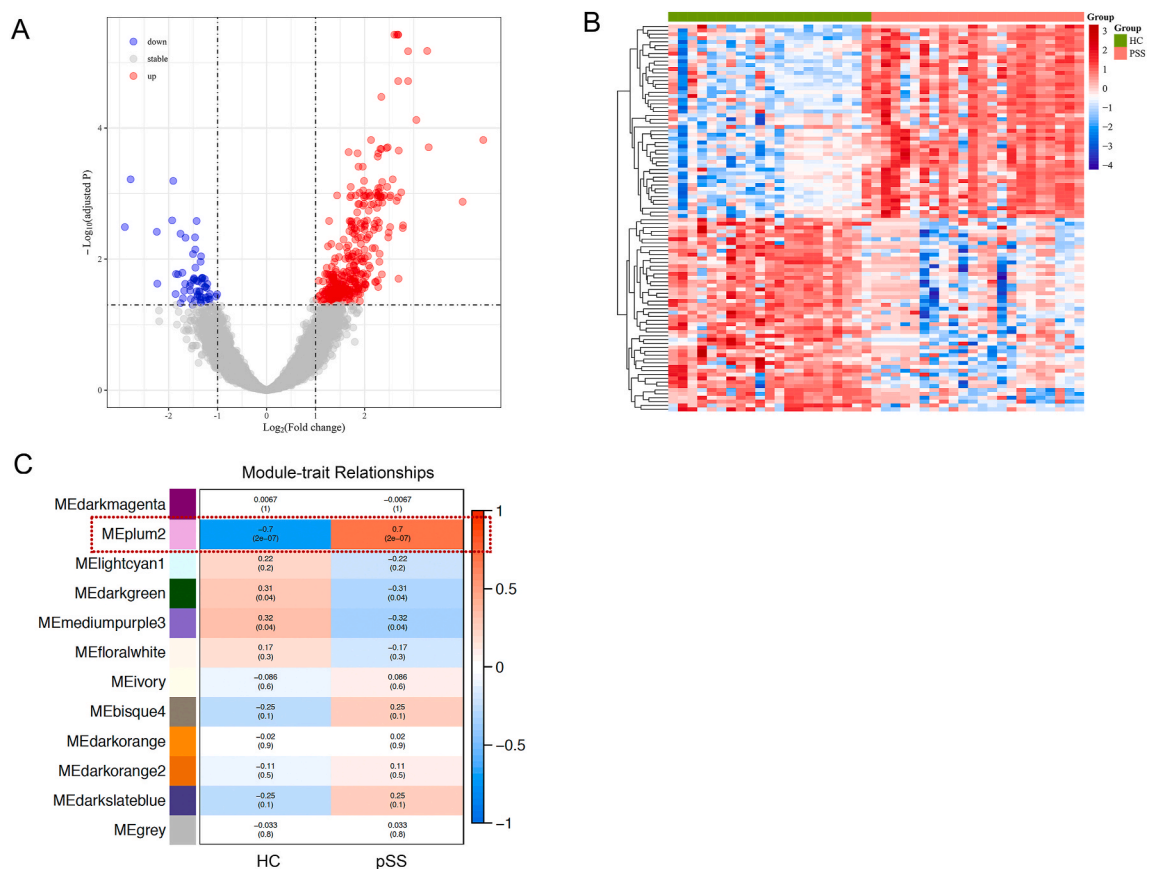 A
down
stable
up
4
2
0
-2
-1
0
1
2
− Log10(adjusted P)
Log2(Fold change)
B
Group
3
2
1
0
−1
−2
−3
−4
Group
HC
PSS
C
Module-trait Relationships
MEdarkmagenta
0.0067
(1)
−0.0067
(1)
MEplum2
−0.7
(2e−07)
0.7
(2e−07)
MElightcyan1
0.22
(0.2)
−0.22
(0.2)
MEdarkgreen
0.31
(0.04)
−0.31
(0.04)
MEmediumpurple3
0.32
(0.04)
−0.32
(0.04)
MEfloralwhite
0.17
(0.3)
−0.17
(0.3)
MEivory
−0.086
(0.6)
0.086
(0.6)
MEbisque4
−0.25
(0.1)
0.25
(0.1)
MEdarkorange
−0.02
(0.9)
0.02
(0.9)
MEdarkorange2
−0.11
(0.5)
0.11
(0.5)
MEdarkslateblue
−0.25
(0.1)
0.25
(0.1)
MEgrey
−0.033
(0.8)
0.033
(0.8)
HC
pSS
1
0.5
0
−0.5
−1